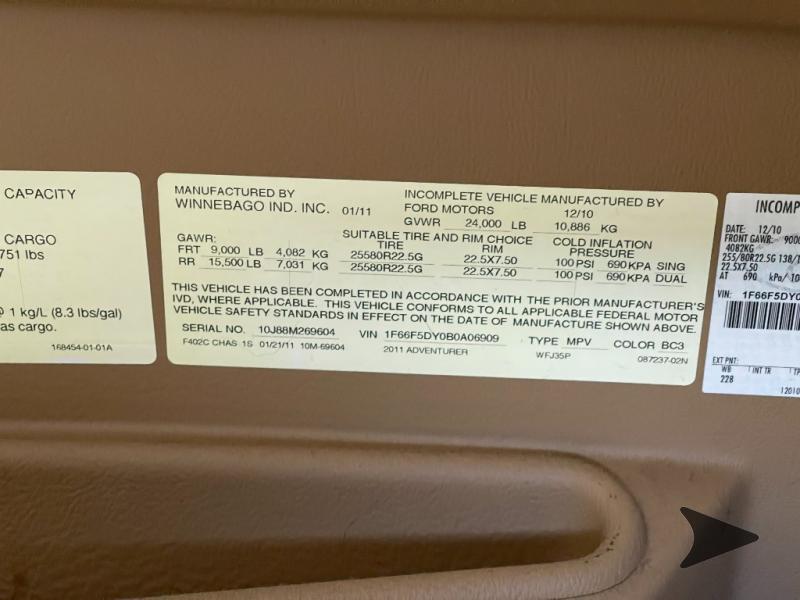 CAPACITY
CARGO
751 lbs
@ 1 kg/L (8.3 lbs/gal)
as cargo.
168454-01-01A
MANUFACTURED BY
WINNEBAGO IND. INC. 01/11
INCOMPLETE VEHICLE MANUFACTURED BY
FORD MOTORS 12/10
GVWR 24,000 LB 10,886 KG
GAWR: SUITABLE TIRE AND RIM CHOICE COLD INFLATION
TIRE RIM PRESSURE
FRT 9,000 LB 4,082 KG 25580R22.5G 22.5X7.50 100 PSI 690 KPA SING
RR 15,500 LB 7,031 KG 25580R22.5G 22.5X7.50 100 PSI 690 KPA DUAL
THIS VEHICLE HAS BEEN COMPLETED IN ACCORDANCE WITH THE PRIOR MANUFACTURER'S
IVD, WHERE APPLICABLE. THIS VEHICLE CONFORMS TO ALL APPLICABLE FEDERAL MOTOR
VEHICLE SAFETY STANDARDS IN EFFECT ON THE DATE OF MANUFACTURE SHOWN ABOVE.
SERIAL NO. 10J88M269604 VIN 1F66F5DY0B0A06909 TYPE MPV COLOR BC3
F402C CHAS 1S 01/21/11 10M-69604 2011 ADVENTURER WFJ35P 087237-02N
INCOMP
DATE: 12/10
FRONT GAWR: 900
4082KG
255/80R22.5G 138/
22.5X7.50
AT 690 kPa/ 10
VIN: 1F66F5DY0
EXT PNT:
WB INT TR TP
228
1201